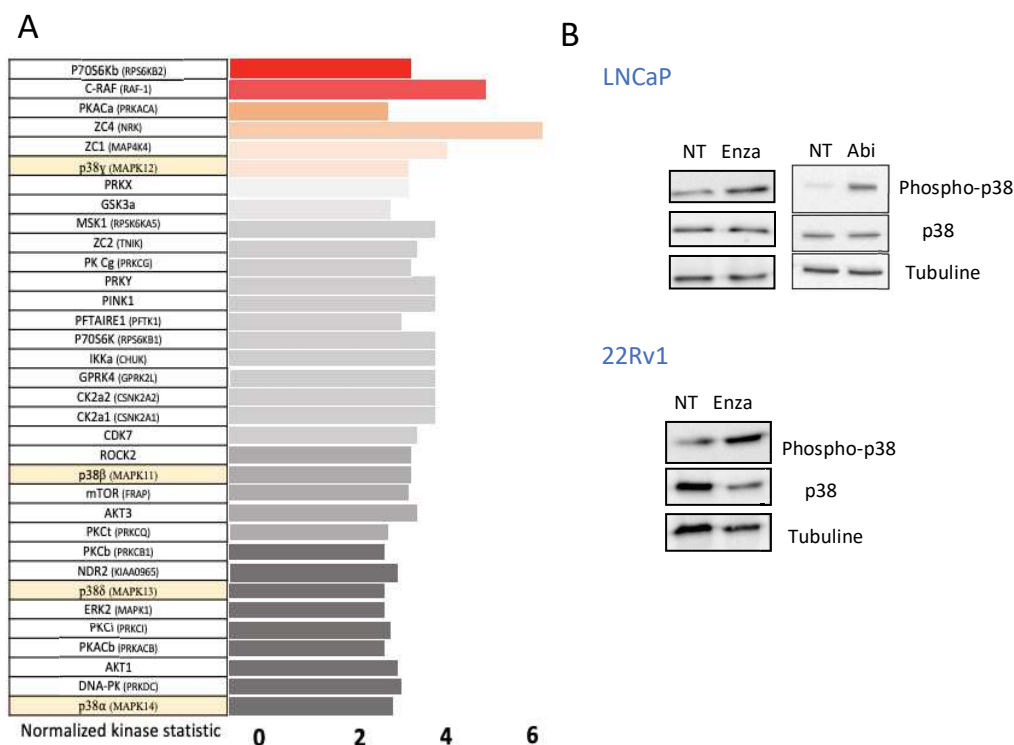 A
P70S6Kb (RPS6KB2)
C-RAF (RAF-1)
PKACa (PRKACA)
ZC4 (NRK)
ZC1 (MAP4K4)
p38γ (MAPK12)
PRKX
GSK3a
MSK1 (RPSK6KA5)
ZC2 (TNIK)
PK Cg (PRKCG)
PRKY
PINK1
PFTAIRE1 (PFTK1)
P70S6K (RPS6KB1)
IKKa (CHUK)
GPRK4 (GPRK2L)
CK2a2 (CSNK2A2)
CK2a1 (CSNK2A1)
CDK7
ROCK2
p38β (MAPK11)
mTOR (FRAP)
AKT3
PKCt (PRKCQ)
PKCb (PRKCB1)
NDR2 (KIAA0965)
p38δ (MAPK13)
ERK2 (MAPK1)
PKCi (PRKCI)
PKACb (PRKACB)
AKT1
DNA-PK (PRKDC)
p38α (MAPK14)
Normalized kinase statistic 0 2 4 6
B
LNCaP
NT Enza NT Abi
Phospho-p38
p38
Tubuline
22Rv1
NT Enza
Phospho-p38
p38
Tubuline